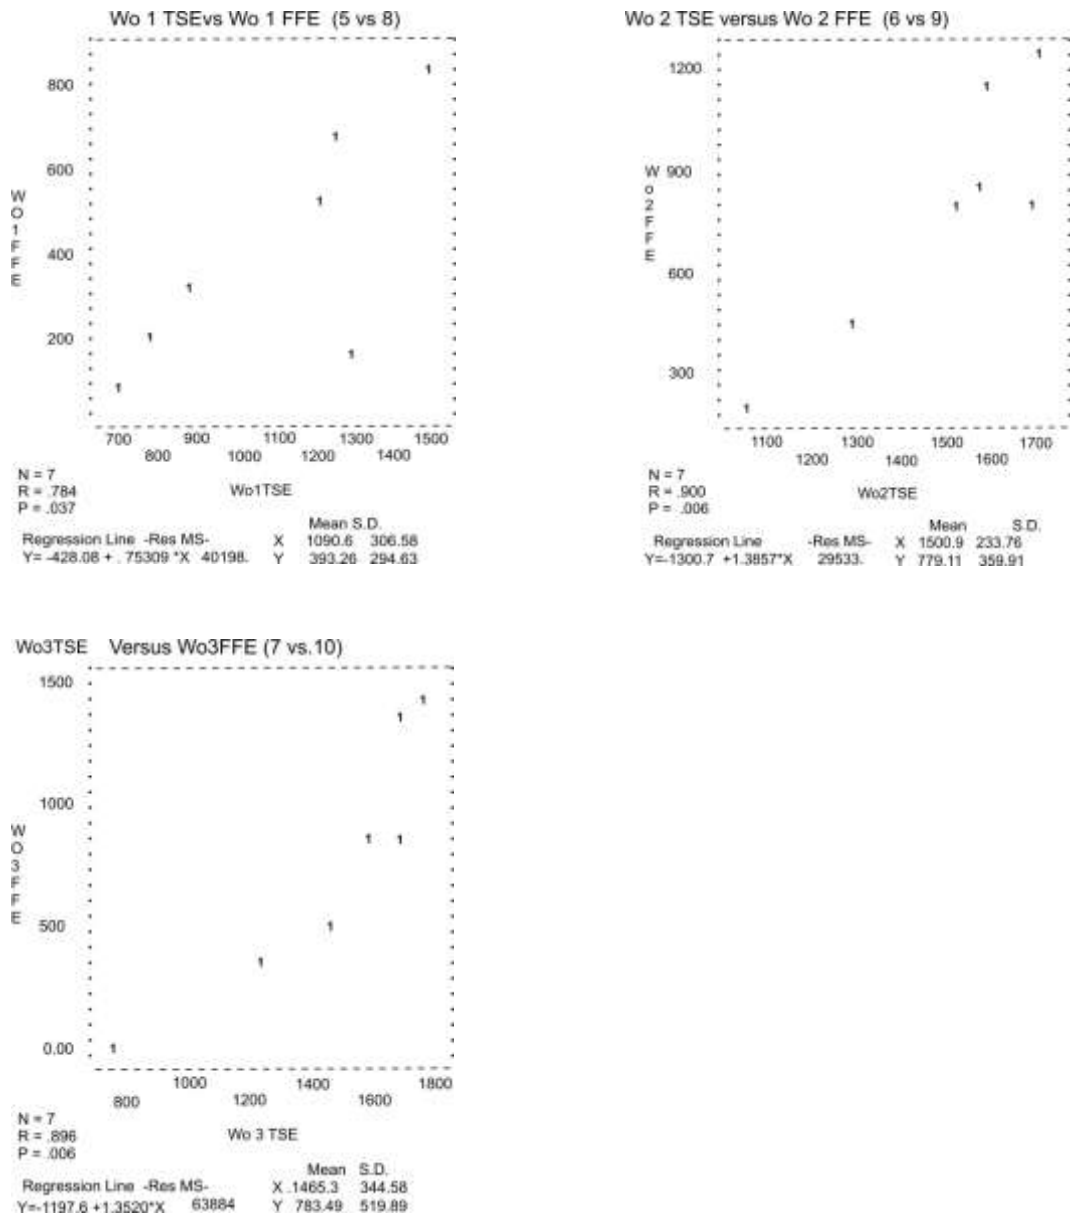 Wo 1 TSEvs Wo 1 FFE (5 vs 8)
800
600
400
200
WO1FFE
700 900 1100 1300 1500
800 1000 1200 1400
N = 7
R = .784
P = .037
Wo1TSE
Mean S.D.
Regression Line -Res MS- X 1090.6 306.58
Y= -428.08 + . 75309 *X 40198. Y 393.26 294.63
Wo 2 TSE versus Wo 2 FFE (6 vs 9)
1200
900
600
300
Wo2FFE
1100 1300 1500 1700
1200 1400 1600
N = 7
R = .900
P = .006
Wo2TSE
Mean S.D.
Regression Line -Res MS- X 1500.9 233.76
Y=-1300.7 +1.3857*X 29533. Y 779.11 359.91
Wo3TSE Versus Wo3FFE (7 vs.10)
1500
1000
500
0.00
WO3FFE
1000 1400 1800
800 1200 1600
N = 7
R = .896
P = .006
Wo 3 TSE
Mean S.D.
Regression Line -Res MS- X .1465.3 344.58
Y=-1197.6 +1.3520*X 63884 Y 783.49 519.89